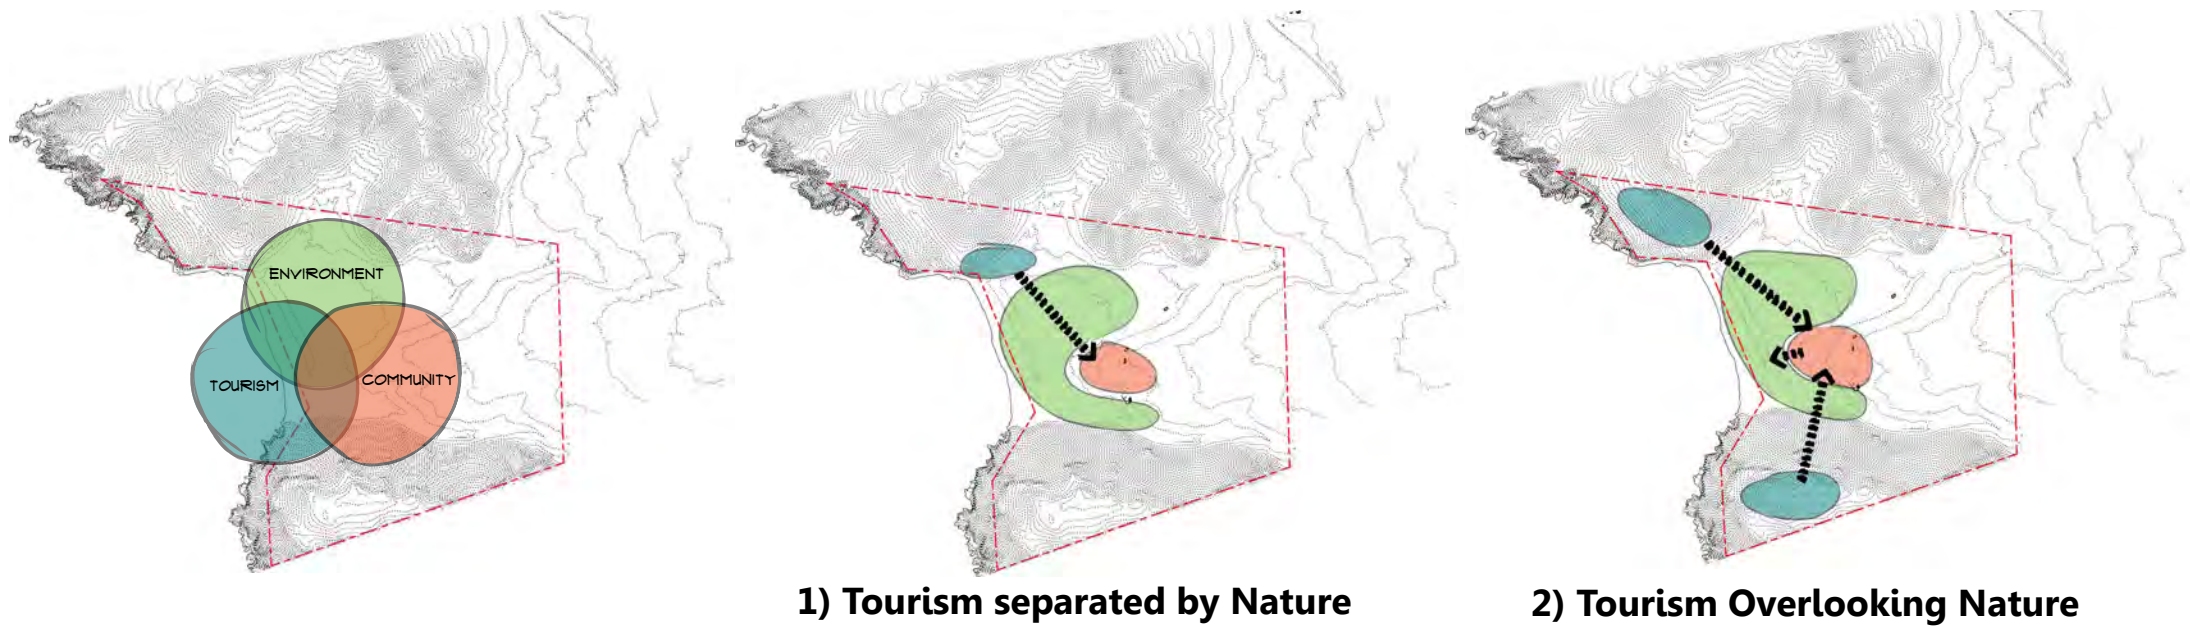 ENVIRONMENT
TOURISM
COMMUNITY
1) Tourism separated by Nature
2) Tourism Overlooking Nature